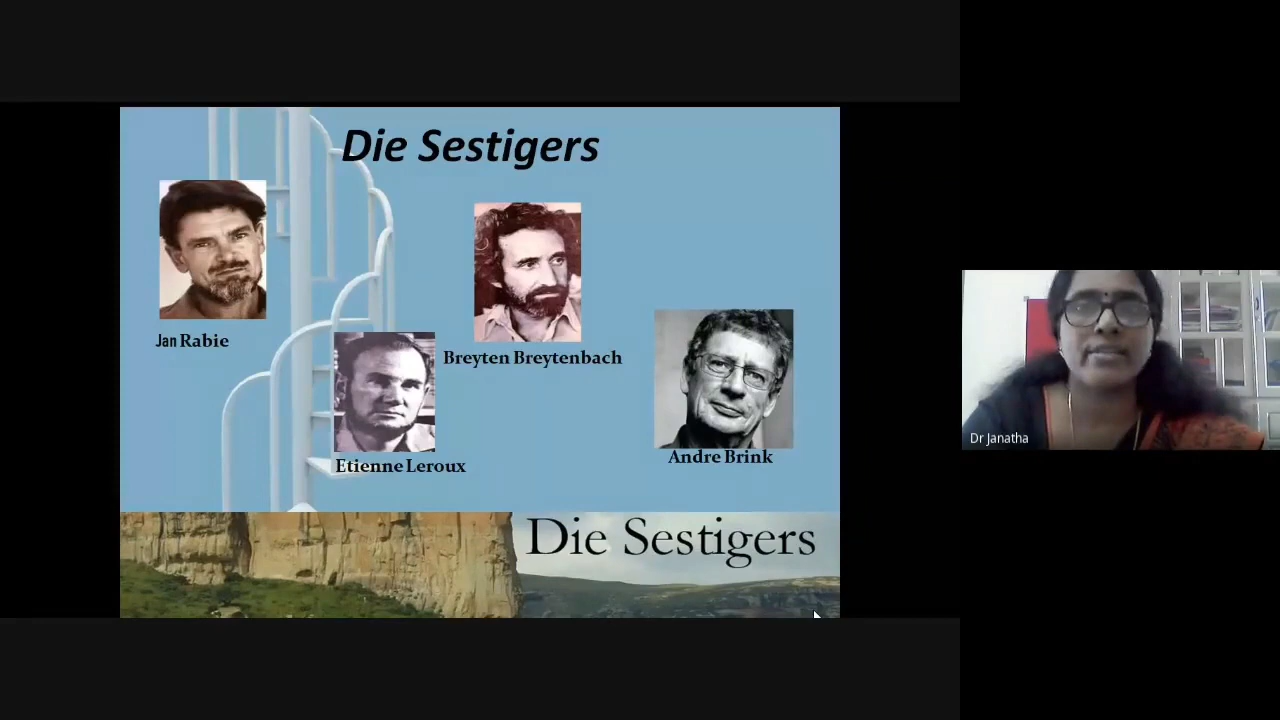 Die Sestigers
Jan Rabie
Breyten Breytenbach
Etienne Leroux
Andre Brink
Die Sestigers
Dr Janatha